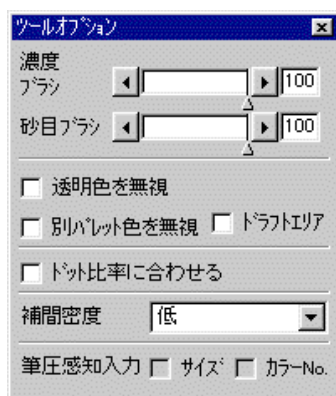 ツールオプション
濃度
ブラシ 100
砂目ブラシ 100
透明色を無視
別パレット色を無視 ドラフトエリア
ドット比率に合わせる
補間密度 低
筆圧感知入力 サイズ カラーNo.